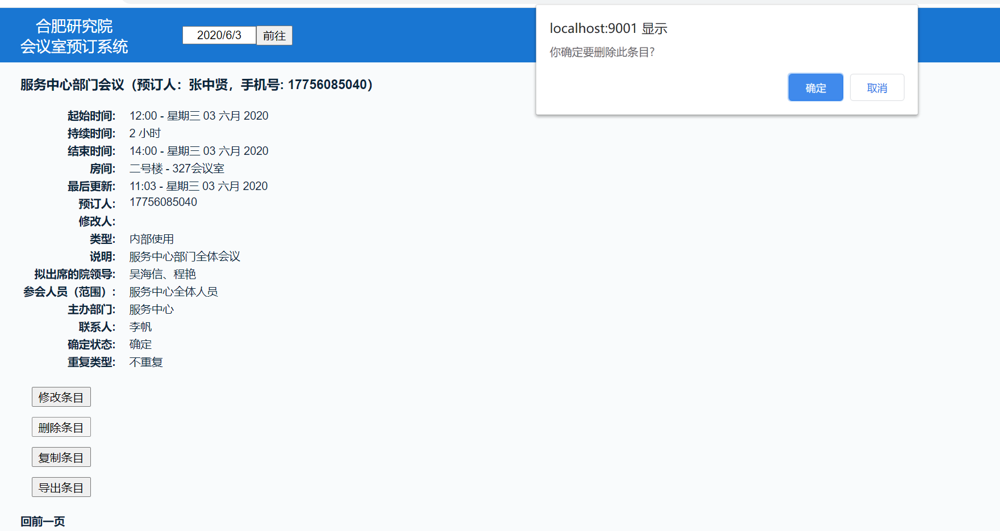 合肥研究院
会议室预订系统
2020/6/3 前往
localhost:9001 显示
你确定要删除此条目?
确定 取消
服务中心部门会议（预订人：张中贤，手机号: 17756085040）
起始时间: 12:00 - 星期三 03 六月 2020
持续时间: 2 小时
结束时间: 14:00 - 星期三 03 六月 2020
房间: 二号楼 - 327会议室
最后更新: 11:03 - 星期三 03 六月 2020
预订人: 17756085040
修改人:
类型: 内部使用
说明: 服务中心部门全体会议
拟出席的院领导: 吴海信、程艳
参会人员（范围）: 服务中心全体人员
主办部门: 服务中心
联系人: 李帆
确定状态: 确定
重复类型: 不重复
修改条目
删除条目
复制条目
导出条目
回前一页